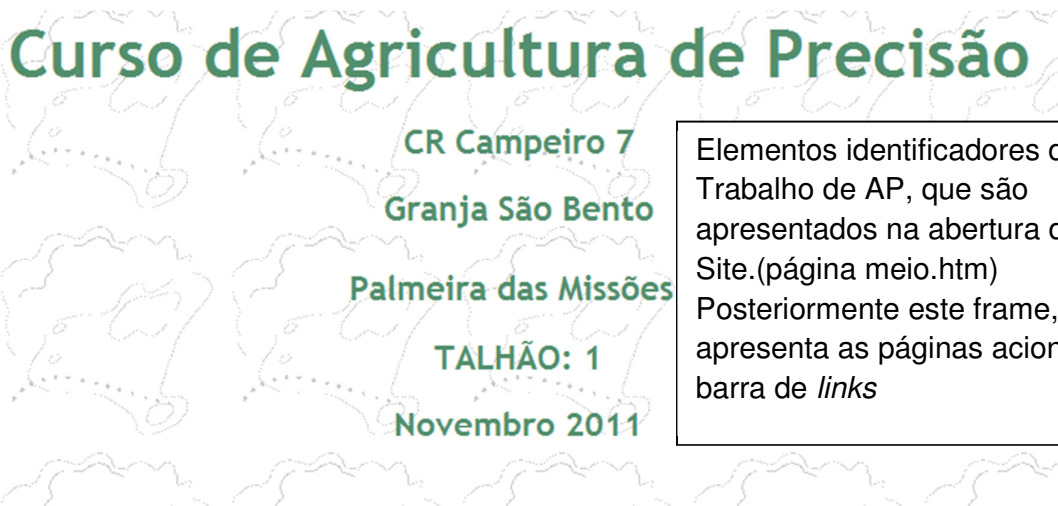 Curso de Agricultura de Precisão
CR Campeiro 7
Granja São Bento
Palmeira das Missões
TALHÃO: 1
Novembro 2011
Elementos identificadores
Trabalho de AP, que são
apresentados na abertura
Site.(página meio.htm)
Posteriormente este frame,
apresenta as páginas
barra de links